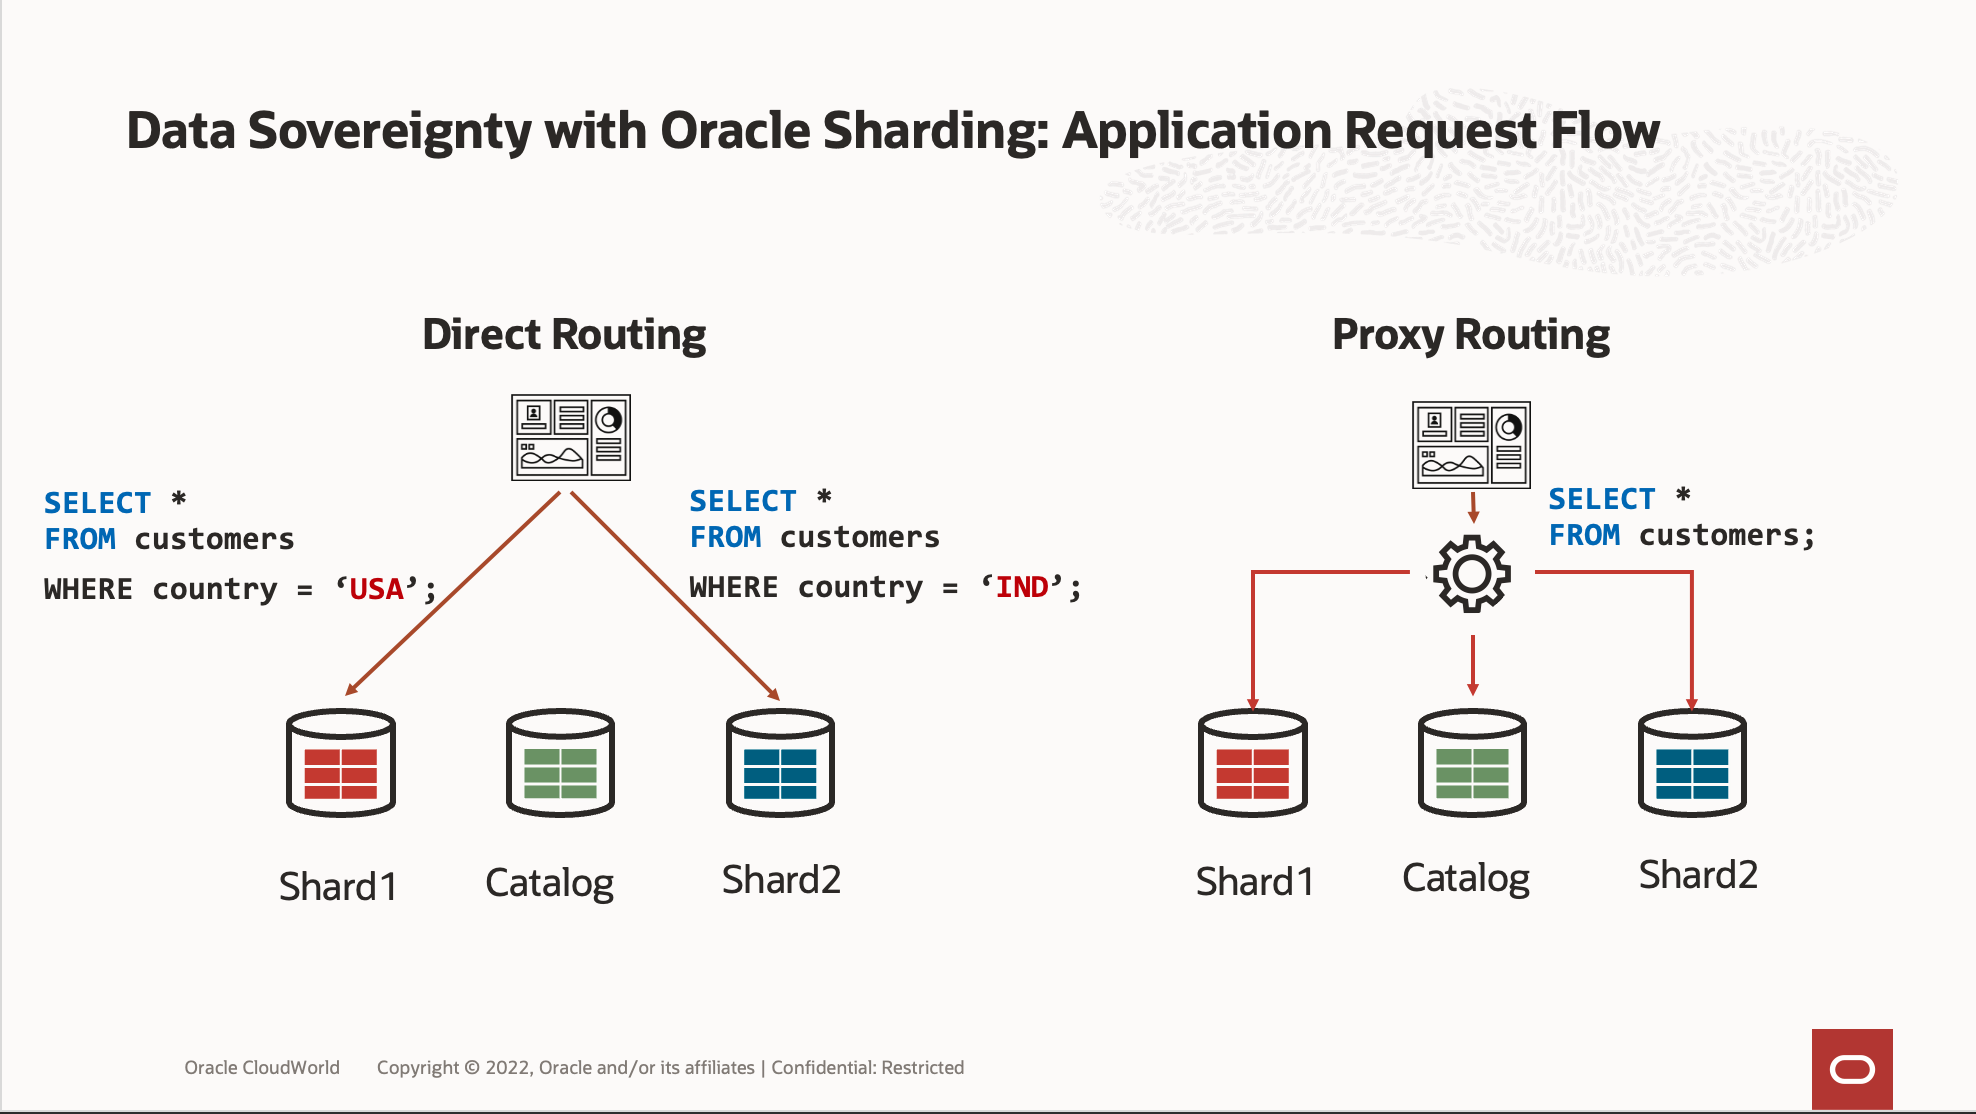 Data Sovereignty with Oracle Sharding: Application Request Flow
Direct Routing
SELECT *
FROM customers
WHERE country = ‘USA’;
SELECT *
FROM customers
WHERE country = ‘IND’;
Shard1
Catalog
Shard2
Proxy Routing
SELECT *
FROM customers;
Shard1
Catalog
Shard2
Oracle CloudWorld
Copyright © 2022, Oracle and/or its affiliates | Confidential: Restricted